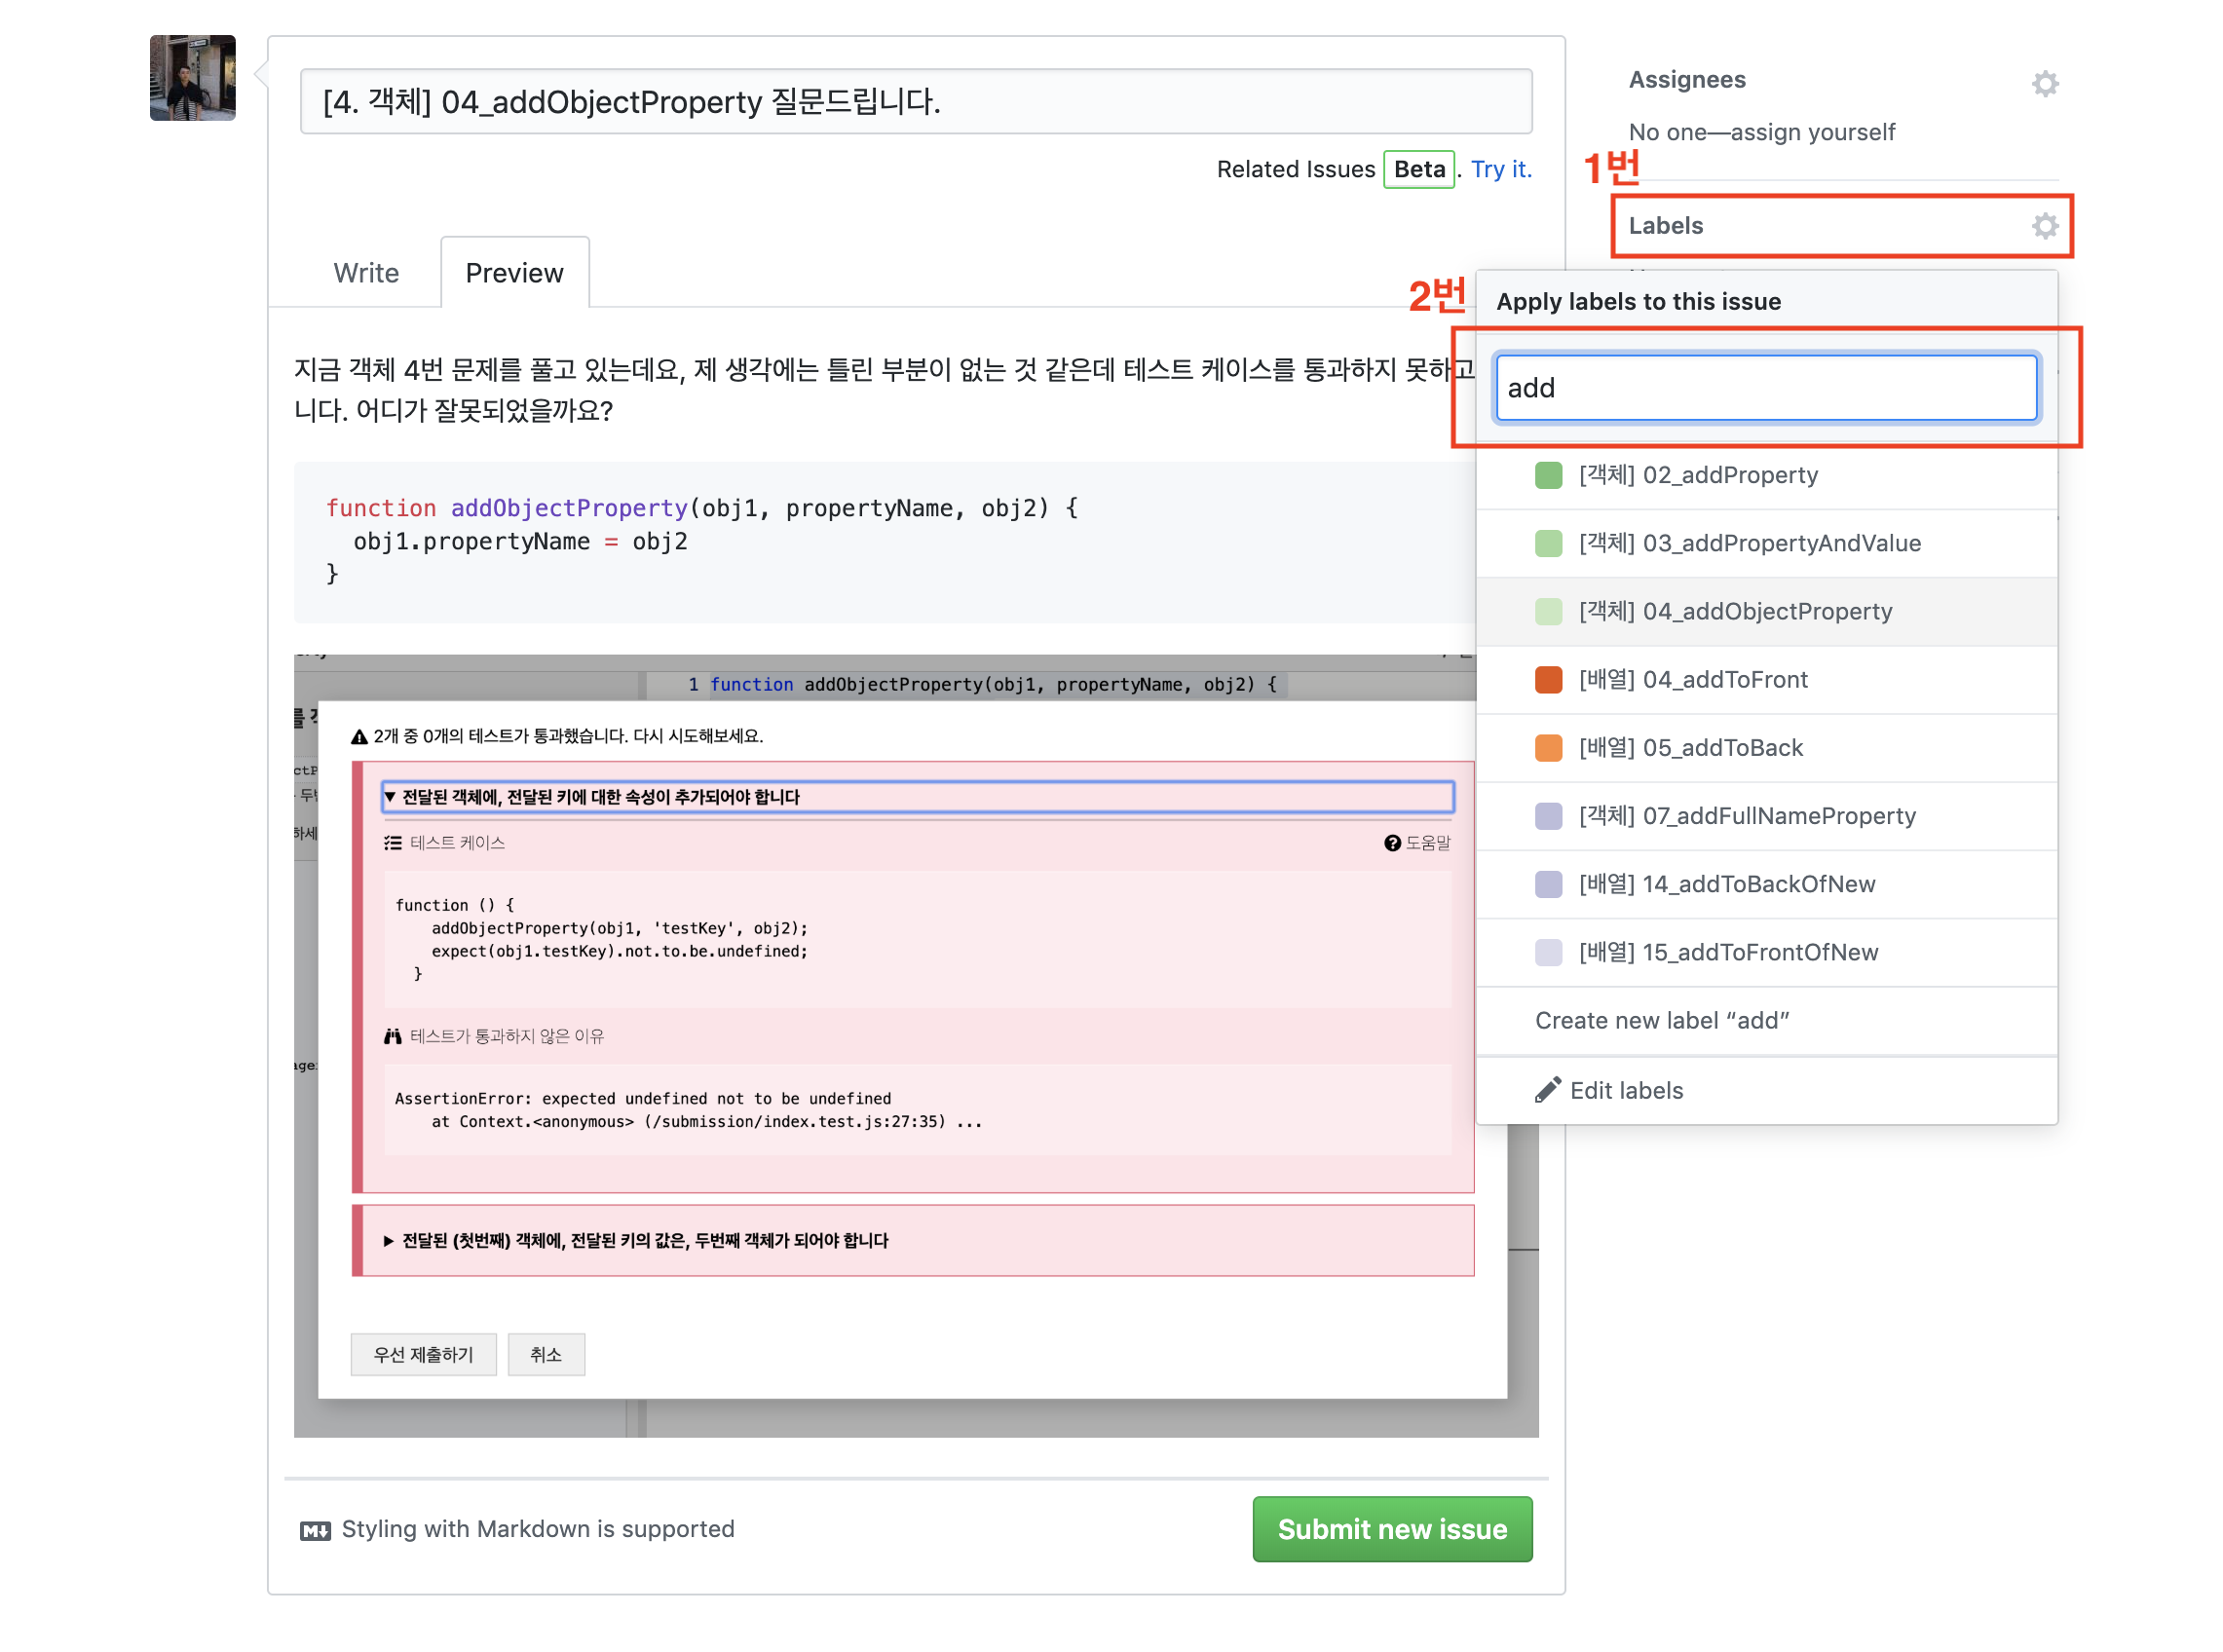 [4. 객체] 04_addObjectProperty 질문드립니다.
Related Issues Beta. Try it.
Write
Preview
지금 객체 4번 문제를 풀고 있는데요, 제 생각에는 틀린 부분이 없는 것 같은데 테스트 케이스를 통과하지 못하고
니다. 어디가 잘못되었을까요?
function addObjectProperty(obj1, propertyName, obj2) {
obj1.propertyName = obj2
}
1 function addObjectProperty(obj1, propertyName, obj2) {
2개 중 0개의 테스트가 통과했습니다. 다시 시도해보세요.
▼ 전달된 객체에, 전달된 키에 대한 속성이 추가되어야 합니다
테스트 케이스
도움말
function () {
addObjectProperty(obj1, 'testKey', obj2);
expect(obj1.testKey).not.to.be.undefined;
}
테스트가 통과하지 않은 이유
AssertionError: expected undefined not to be undefined
at Context.<anonymous> (/submission/index.test.js:27:35) ...
▶ 전달된 (첫번째) 객체에, 전달된 키의 값은, 두번째 객체가 되어야 합니다
우선 제출하기
취소
Styling with Markdown is supported
Submit new issue
Assignees
No one—assign yourself
1번
Labels
2번
Apply labels to this issue
add
[객체] 02_addProperty
[객체] 03_addPropertyAndValue
[객체] 04_addObjectProperty
[배열] 04_addToFront
[배열] 05_addToBack
[객체] 07_addFullNameProperty
[배열] 14_addToBackOfNew
[배열] 15_addToFrontOfNew
Create new label “add”
Edit labels